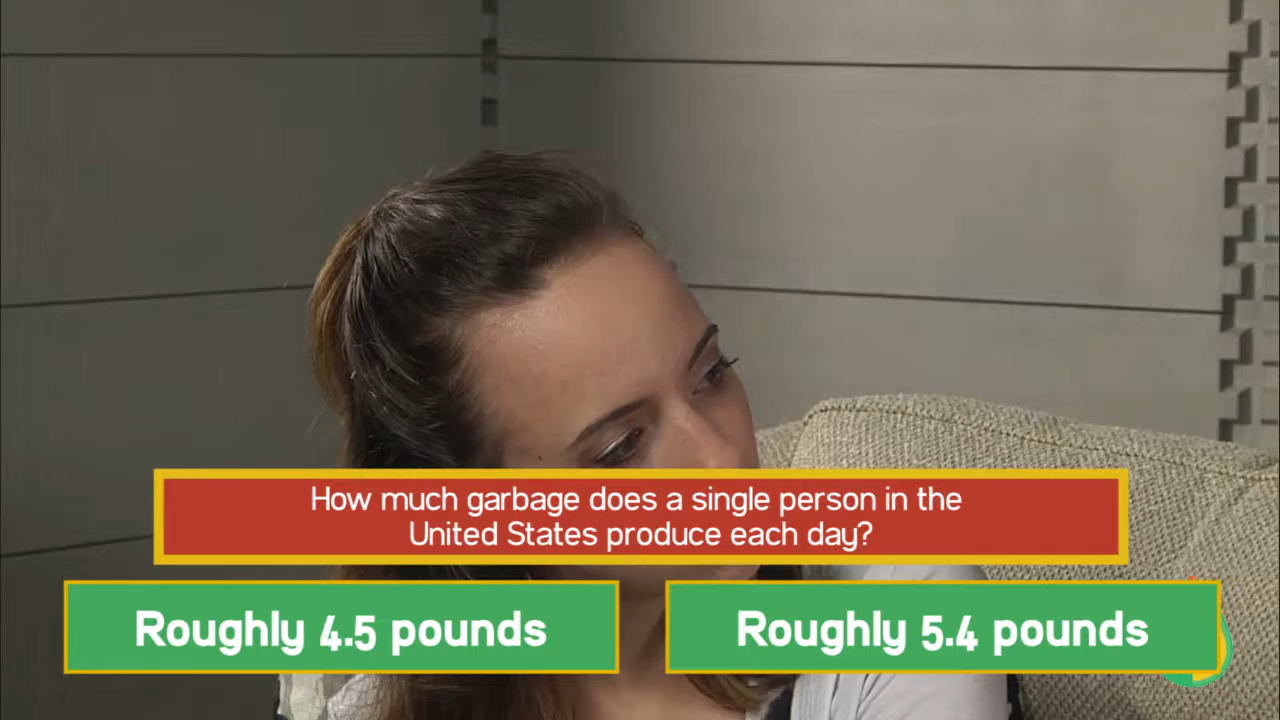 How much garbage does a single person in the
United States produce each day?
Roughly 4.5 pounds
Roughly 5.4 pounds